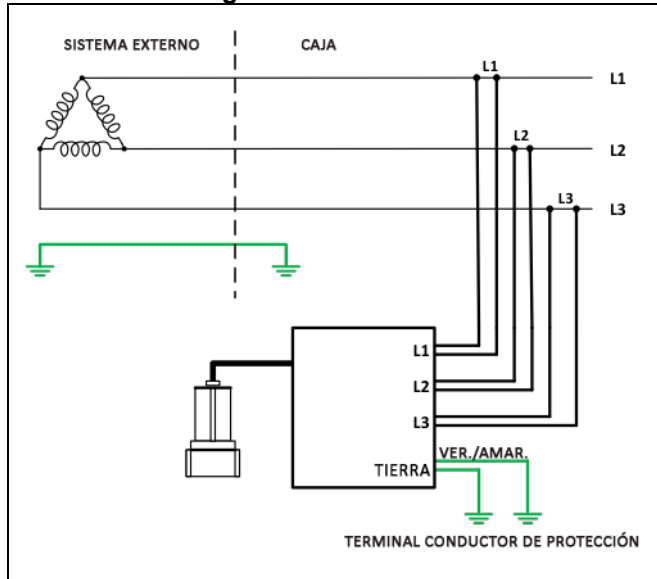 SISTEMA EXTERNO
CAJA
L1
L1
L2
L2
L3
L3
L1
L2
L3
VER./AMAR.
TIERRA
TERMINAL CONDUCTOR DE PROTECCIÓN